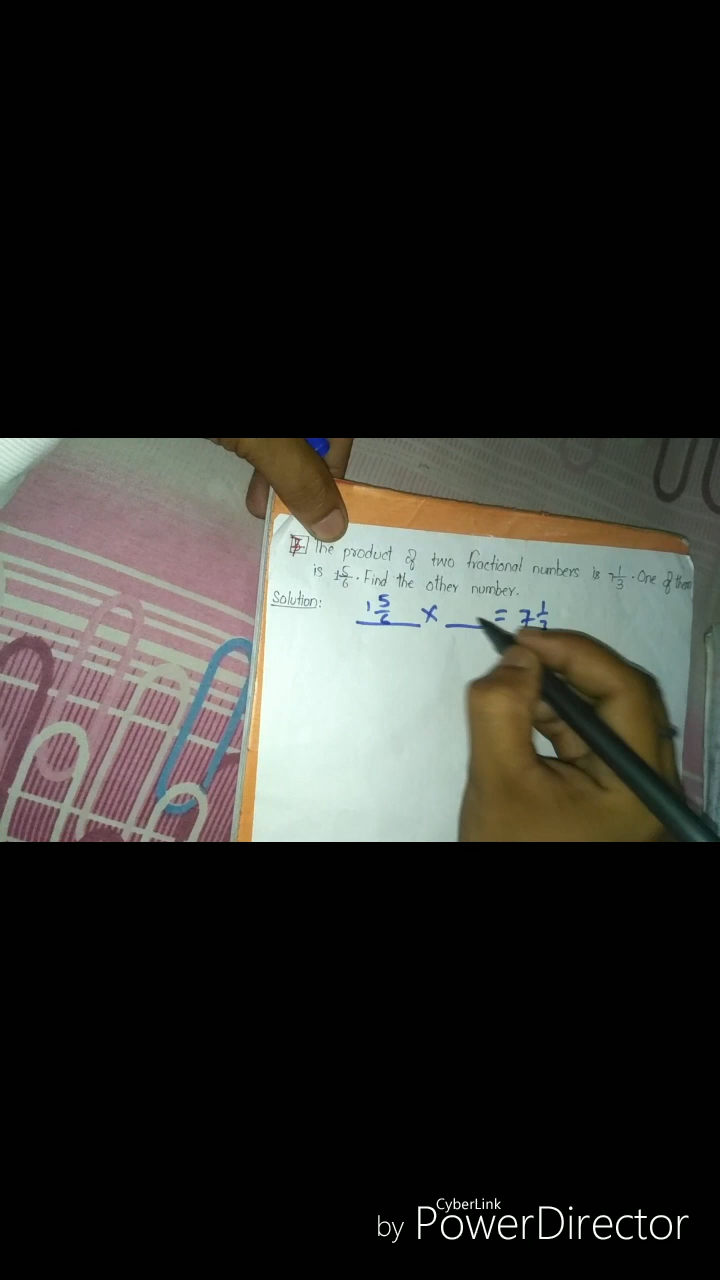 3 The product of two fractional numbers is 7 1/3. One of them
is 1 5/6. Find the other number.
Solution:
1 5/6 × ___ = 7 1/3
CyberLink
by PowerDirector